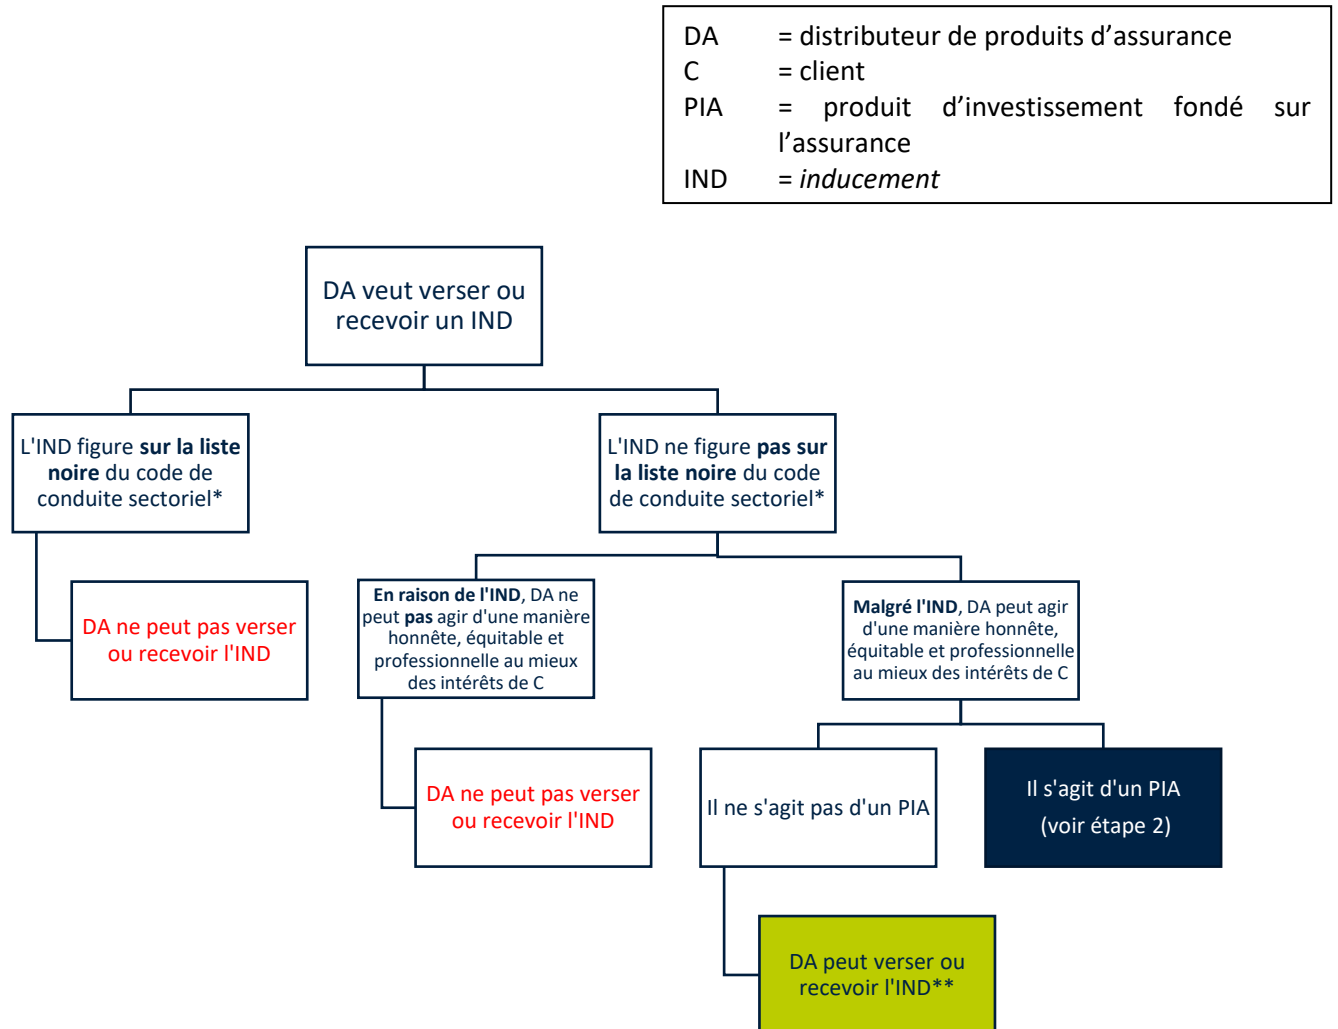 DA = distributeur de produits d’assurance
C = client
PIA = produit d’investissement fondé sur
l’assurance
IND = inducement
DA veut verser ou
recevoir un IND
L'IND figure sur la liste
noire du code de
conduite sectoriel*
L'IND ne figure pas sur
la liste noire du code
de conduite sectoriel*
DA ne peut pas verser
ou recevoir l'IND
En raison de l'IND, DA ne
peut pas agir d'une manière
honnête, équitable et
professionnelle au mieux
des intérêts de C
Malgré l'IND, DA peut agir
d'une manière honnête,
équitable et professionnelle
au mieux des intérêts de C
DA ne peut pas verser
ou recevoir l'IND
Il ne s'agit pas d'un PIA
Il s'agit d'un PIA
(voir étape 2)
DA peut verser ou
recevoir l'IND**